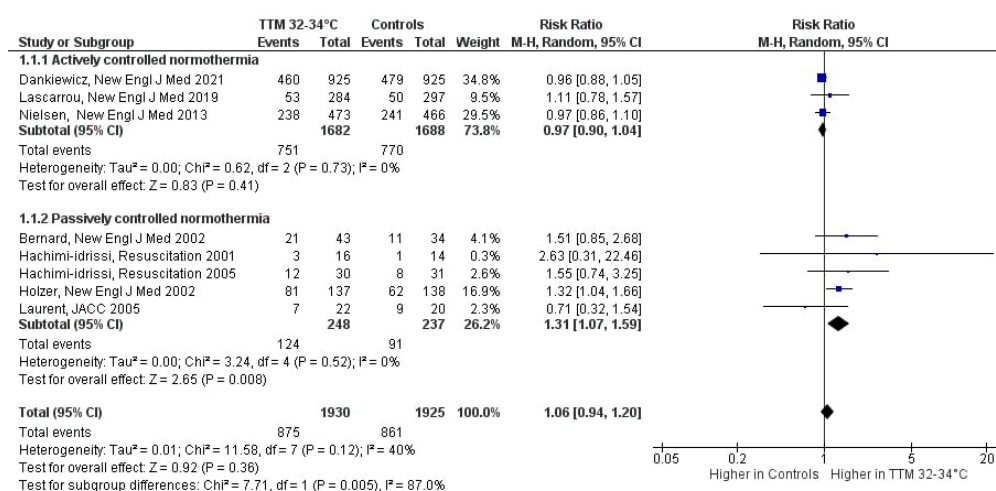 TTM 32-34°C Controls Risk Ratio Risk Ratio
Study or Subgroup Events Total Events Total Weight M-H, Random, 95% CI M-H, Random, 95% CI
1.1.1 Actively controlled normothermia
Dankiewicz, New Engl J Med 2021 460 925 479 925 34.8% 0.96 [0.88, 1.05]
Lascarrou, New Engl J Med 2019 53 284 50 297 9.5% 1.11 [0.78, 1.57]
Nielsen, New Engl J Med 2013 238 473 241 466 29.5% 0.97 [0.86, 1.10]
Subtotal (95% CI) 1682 1688 73.8% 0.97 [0.90, 1.04]
Total events 751 770
Heterogeneity: Tau² = 0.00; Chi² = 0.62, df = 2 (P = 0.73); I² = 0%
Test for overall effect: Z = 0.83 (P = 0.41)
1.1.2 Passively controlled normothermia
Bernard, New Engl J Med 2002 21 43 11 34 4.1% 1.51 [0.85, 2.68]
Hachimi-idrissi, Resuscitation 2001 3 16 1 14 0.3% 2.63 [0.31, 22.46]
Hachimi-idrissi, Resuscitation 2005 12 30 8 31 2.6% 1.55 [0.74, 3.25]
Holzer, New Engl J Med 2002 81 137 62 138 16.9% 1.32 [1.04, 1.66]
Laurent, JACC 2005 7 22 9 20 2.3% 0.71 [0.32, 1.54]
Subtotal (95% CI) 248 237 26.2% 1.31 [1.07, 1.59]
Total events 124 91
Heterogeneity: Tau² = 0.00; Chi² = 3.24, df = 4 (P = 0.52); I² = 0%
Test for overall effect: Z = 2.65 (P = 0.008)
Total (95% CI) 1930 1925 100.0% 1.06 [0.94, 1.20]
Total events 875 861
Heterogeneity: Tau² = 0.01; Chi² = 11.58, df = 7 (P = 0.12); I² = 40%
Test for overall effect: Z = 0.92 (P = 0.36)
Test for subgroup differences: Chi² = 7.71, df = 1 (P = 0.005), I² = 87.0%
0.05 0.2 1 5 20
Higher in Controls Higher in TTM 32-34°C